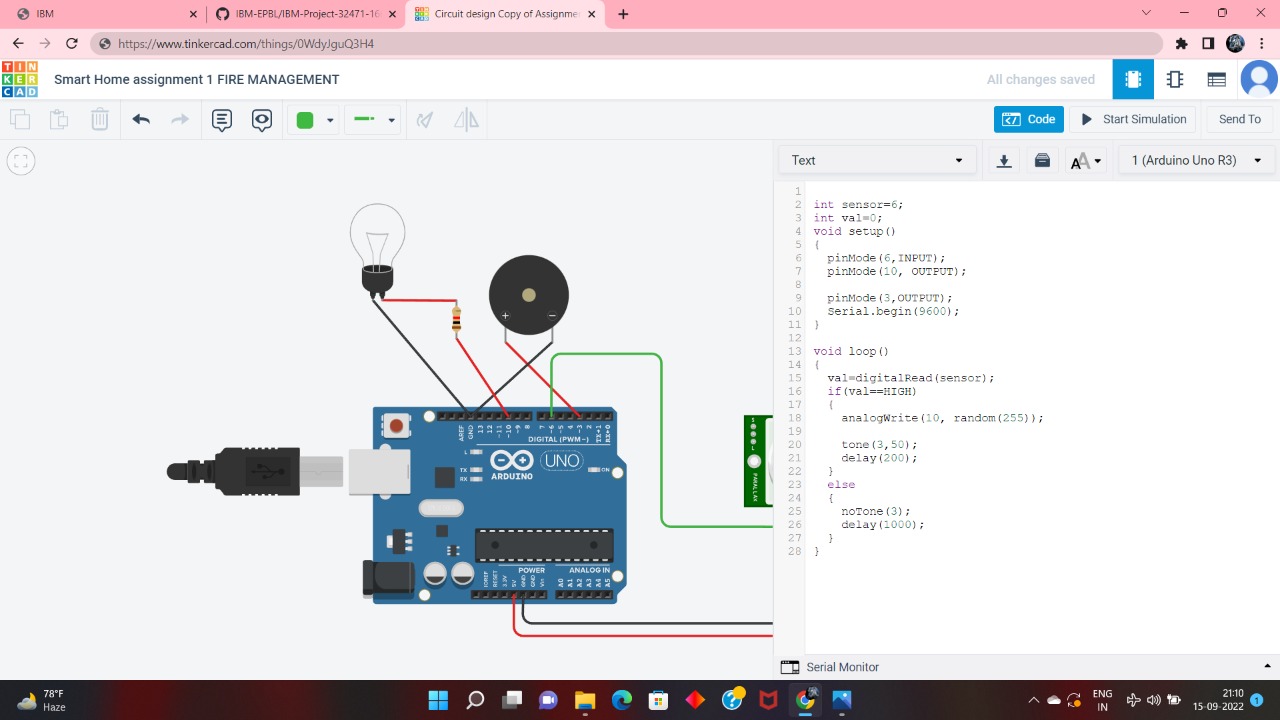 IBM
IBM-EPBL/IBM-Project-32471-16
Circuit design Copy of Assignme
https://www.tinkercad.com/things/0WdyJguQ3H4
TIN
KER
CAD
Smart Home assignment 1 FIRE MANAGEMENT
All changes saved
Code
Start Simulation
Send To
Text
1 (Arduino Uno R3)
1
2 int sensor=6;
3 int val=0;
4 void setup()
5 {
6 pinMode(6,INPUT);
7 pinMode(10, OUTPUT);
8
9 pinMode(3,OUTPUT);
10 Serial.begin(9600);
11 }
12
13 void loop()
14 {
15 val=digitalRead(sensor);
16 if(val==HIGH)
17 {
18 analogWrite(10, random(255));
19
20 tone(3,50);
21 delay(200);
22 }
23 else
24 {
25 noTone(3);
26 delay(1000);
27 }
28 }
AREF
GND
13
12
~11
~10
~9
8
7
~6
~5
4
~3
2
TX→1
RX←0
DIGITAL (PWM~)
L
TX
RX
UNO
ON
ARDUINO
PARALLAX
POWER
ANALOG IN
IOREF
RESET
3.3V
5V
GND
GND
Vin
A0
A1
A2
A3
A4
A5
Serial Monitor
78°F
Haze
ENG
IN
21:10
15-09-2022
1